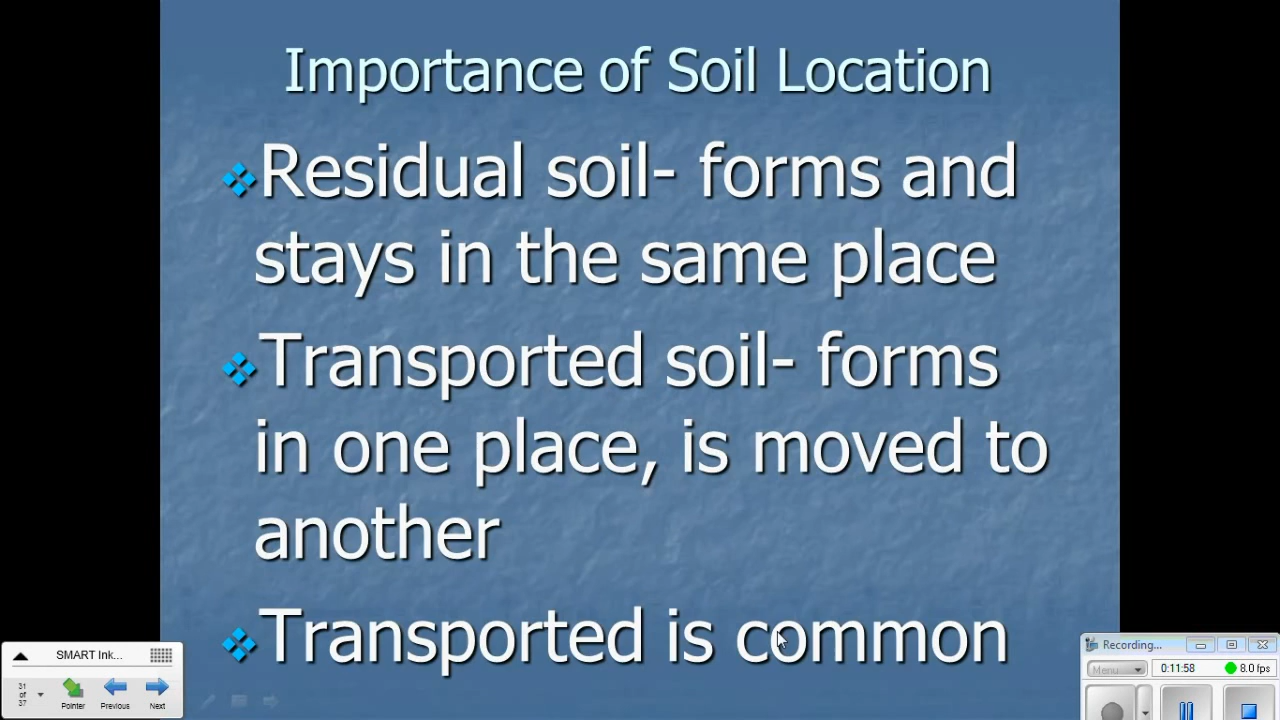 Importance of Soil Location
Residual soil- forms and
stays in the same place
Transported soil- forms
in one place, is moved to
another
Transported is common
SMART Ink...
31
of
37
Pointer
Previous
Next
Recording...
Menu
0:11:58
8.0 fps